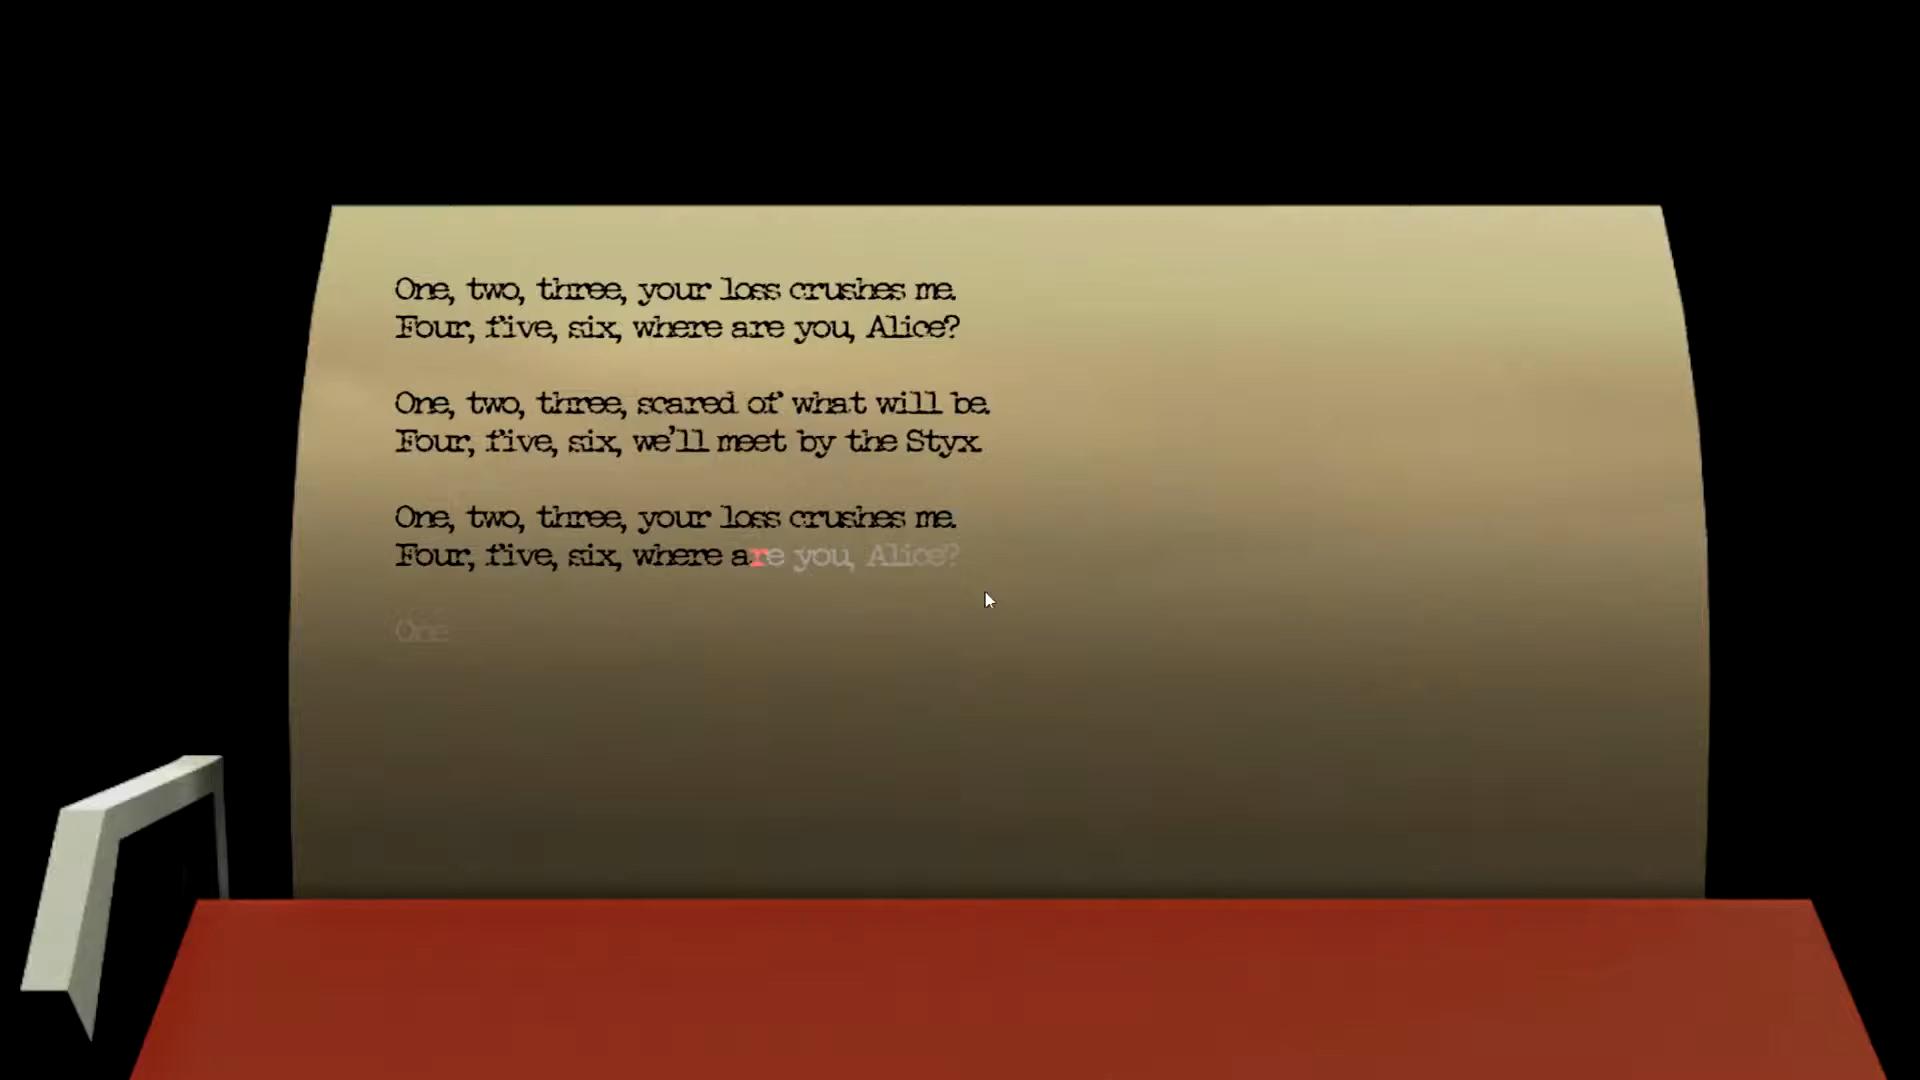 One, two, three, your loss crushes me.
Four, five, six, where are you, Alice?
One, two, three, scared of what will be.
Four, five, six, we'll meet by the Styx.
One, two, three, your loss crushes me.
Four, five, six, where are you, Alice?
One